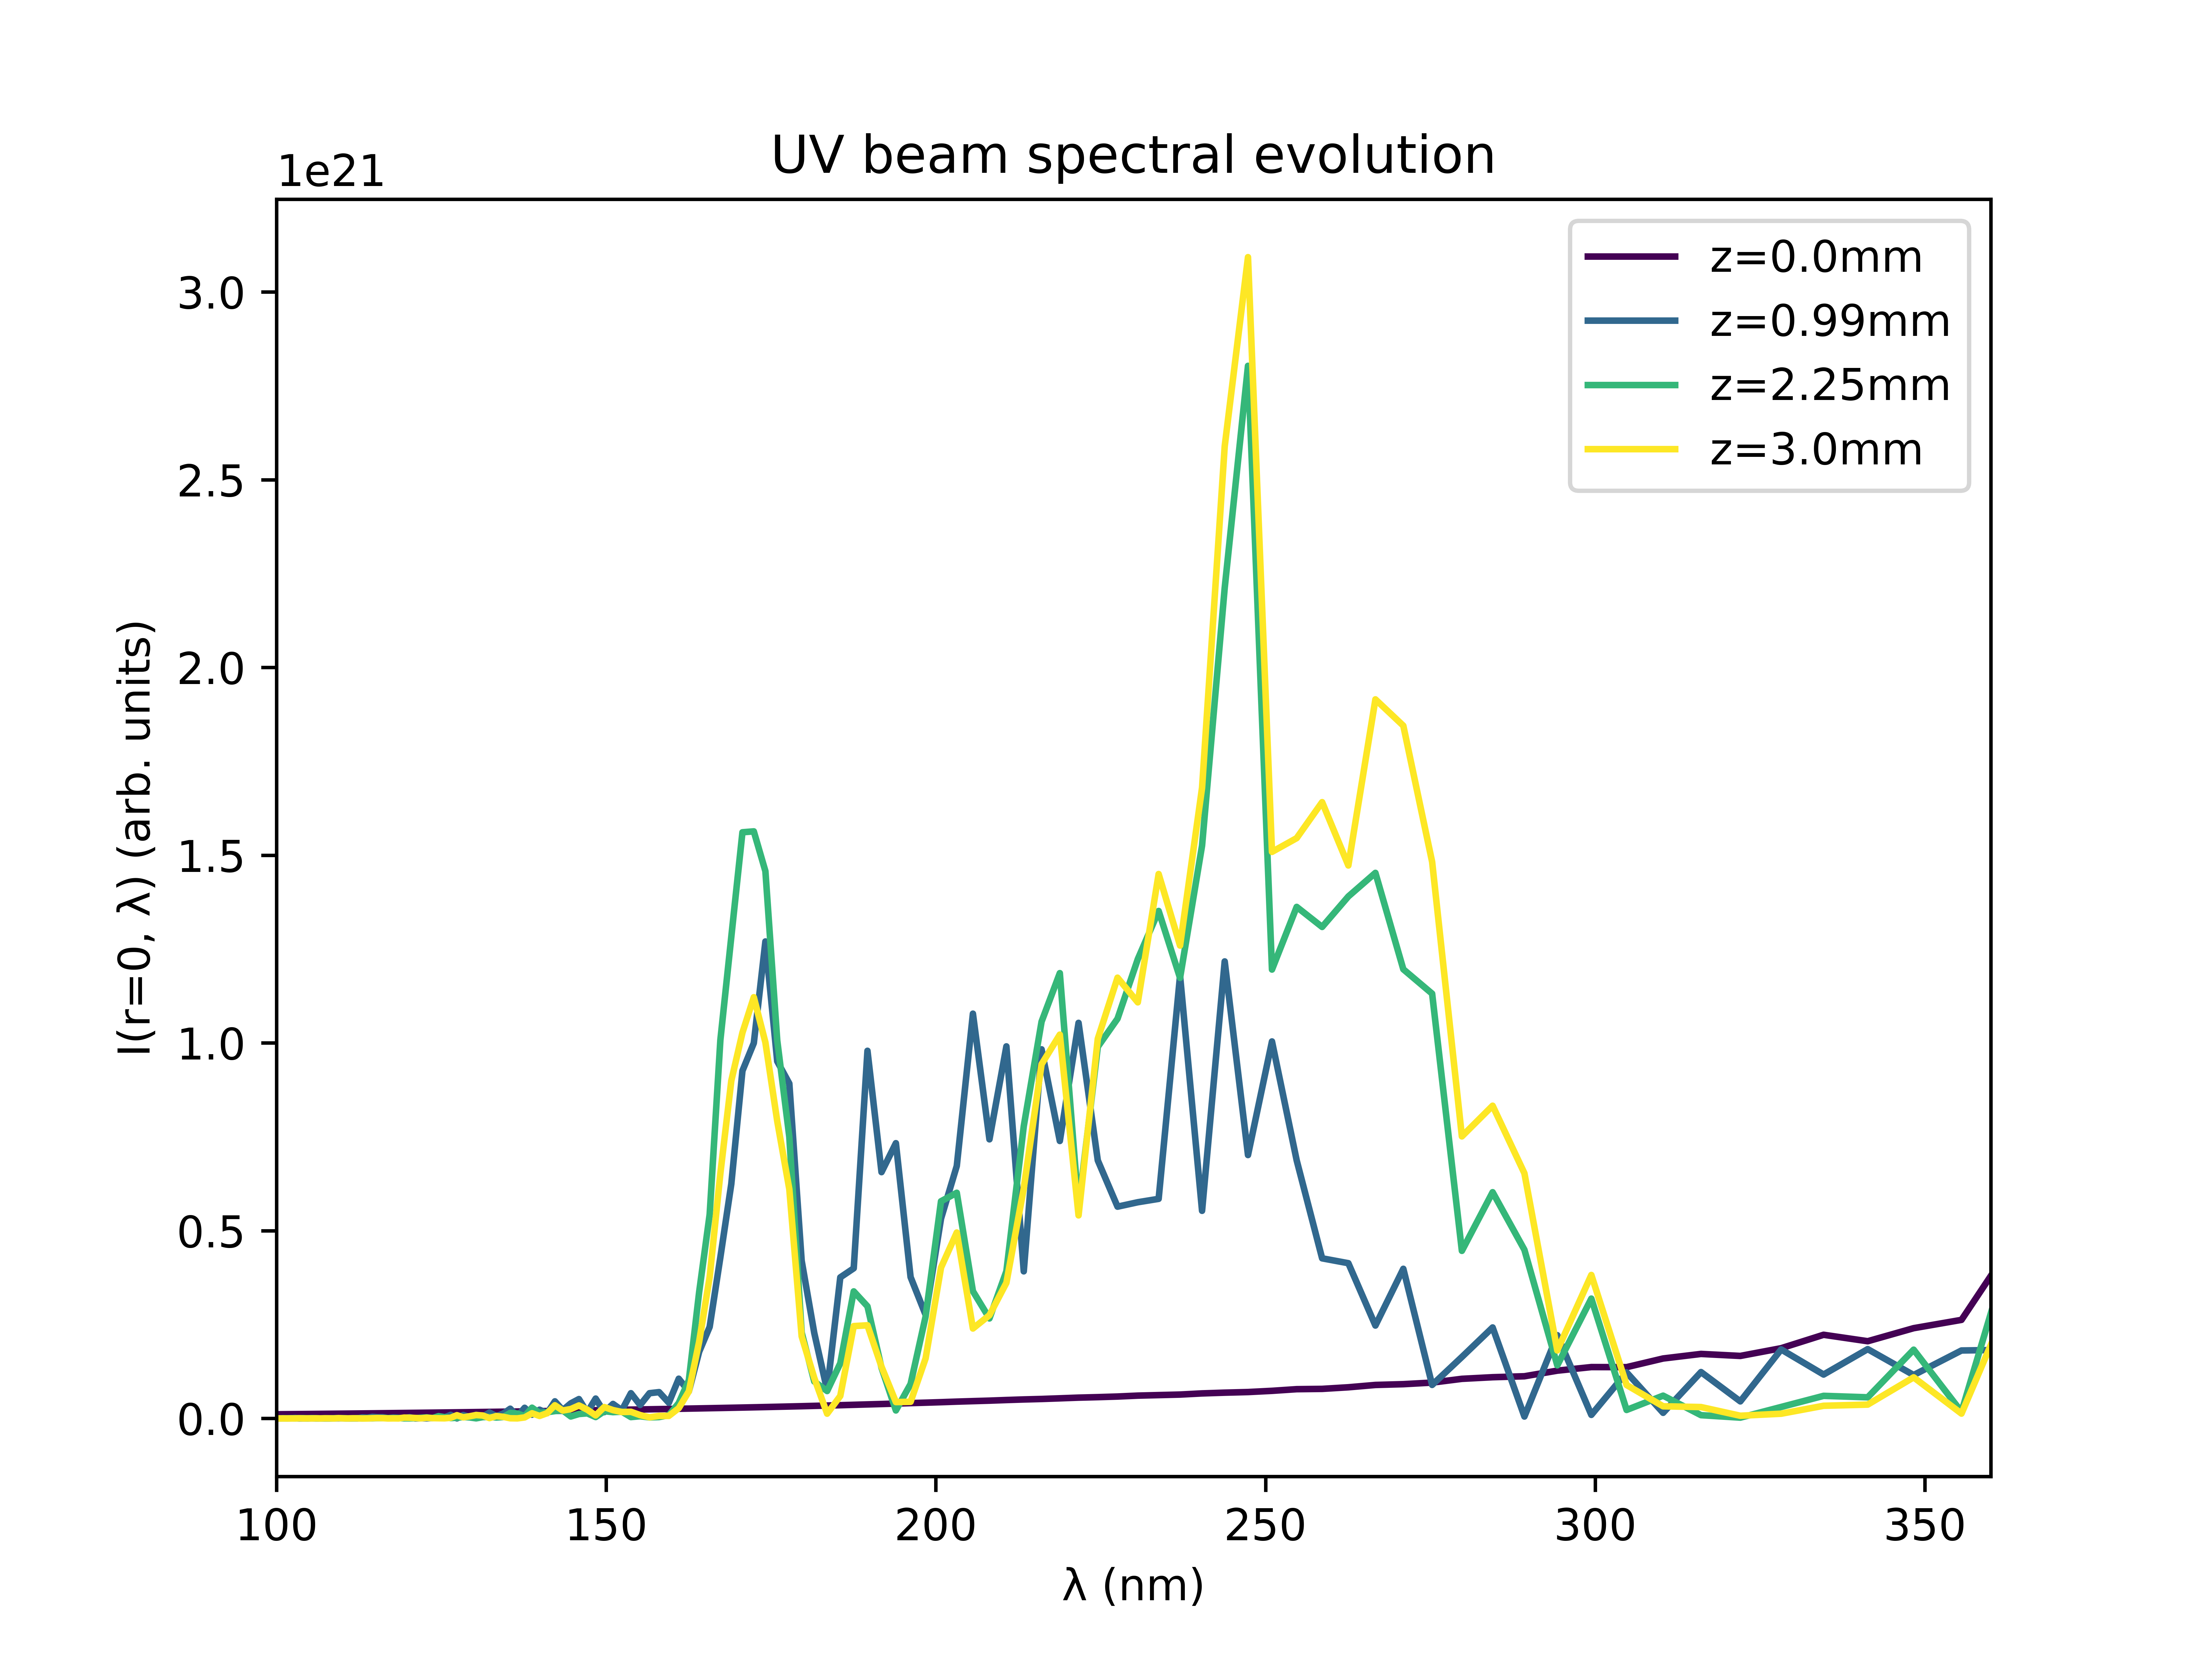 UV beam spectral evolution
1e21
3.0
2.5
2.0
1.5
1.0
0.5
0.0
I(r=0, λ) (arb. units)
z=0.0mm
z=0.99mm
z=2.25mm
z=3.0mm
100 150 200 250 300 350
λ (nm)